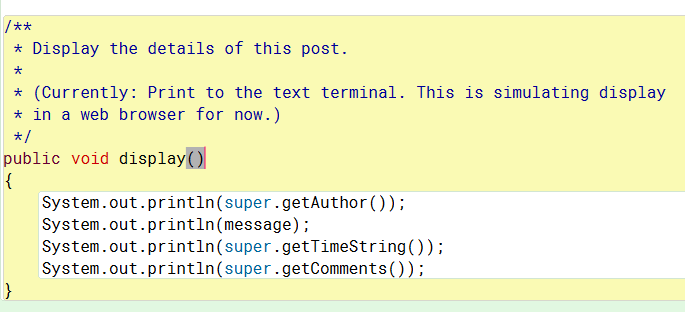 /**
 * Display the details of this post.
 *
 * (Currently: Print to the text terminal. This is simulating display
 * in a web browser for now.)
 */
public void display()
{
    System.out.println(super.getAuthor());
    System.out.println(message);
    System.out.println(super.getTimeString());
    System.out.println(super.getComments());
}